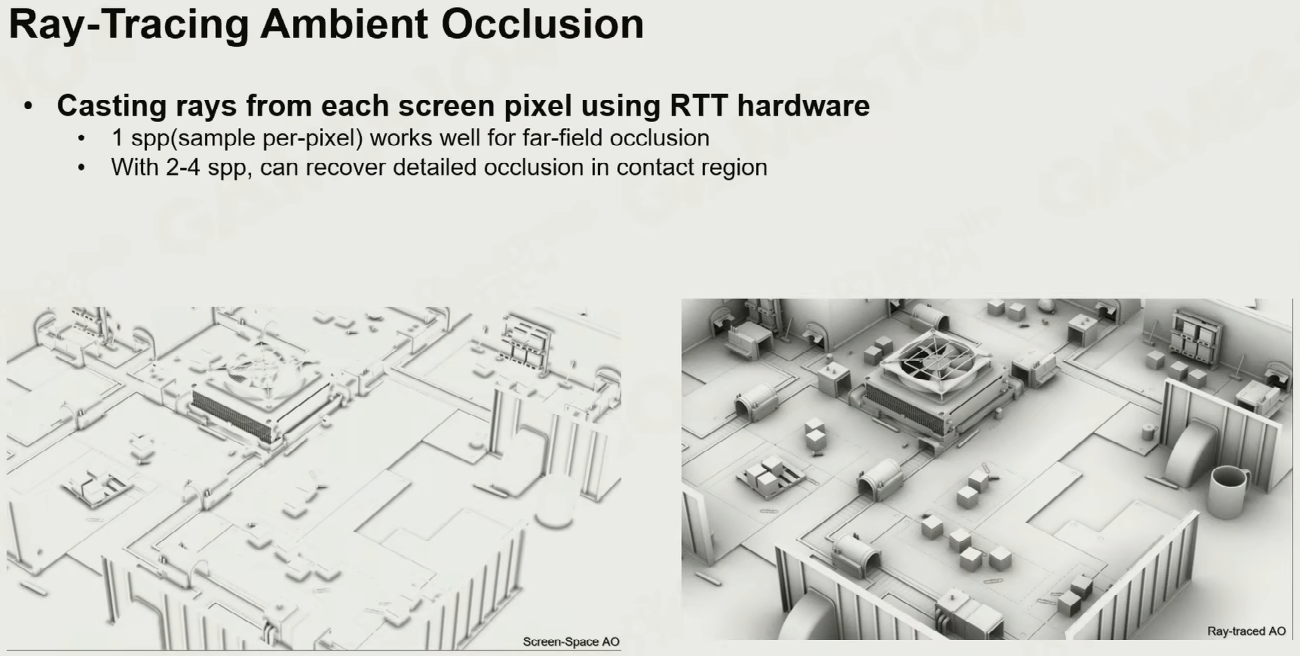 Ray-Tracing Ambient Occlusion
• Casting rays from each screen pixel using RTT hardware
• 1 spp(sample per-pixel) works well for far-field occlusion
• With 2-4 spp, can recover detailed occlusion in contact region
Screen-Space AO
Ray-traced AO